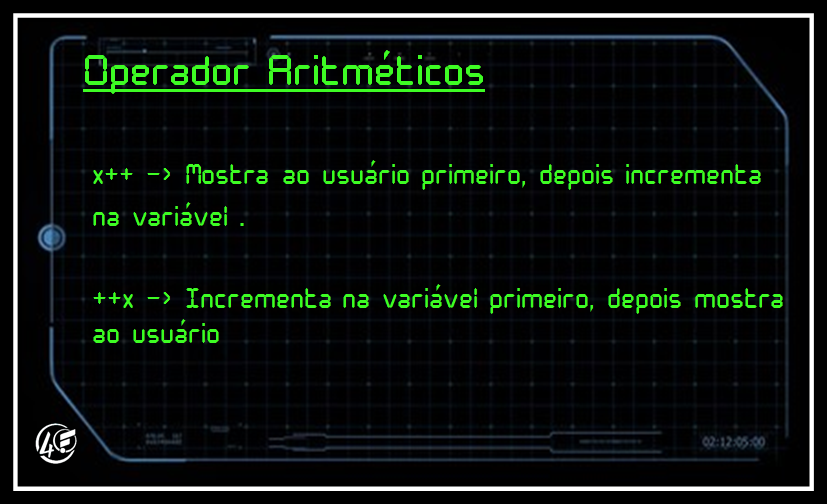 Operador Aritméticos
x++ -> Mostra ao usuário primeiro, depois incrementa
na variável .
++x -> Incrementa na variável primeiro, depois mostra
ao usuário
02:12:05:00